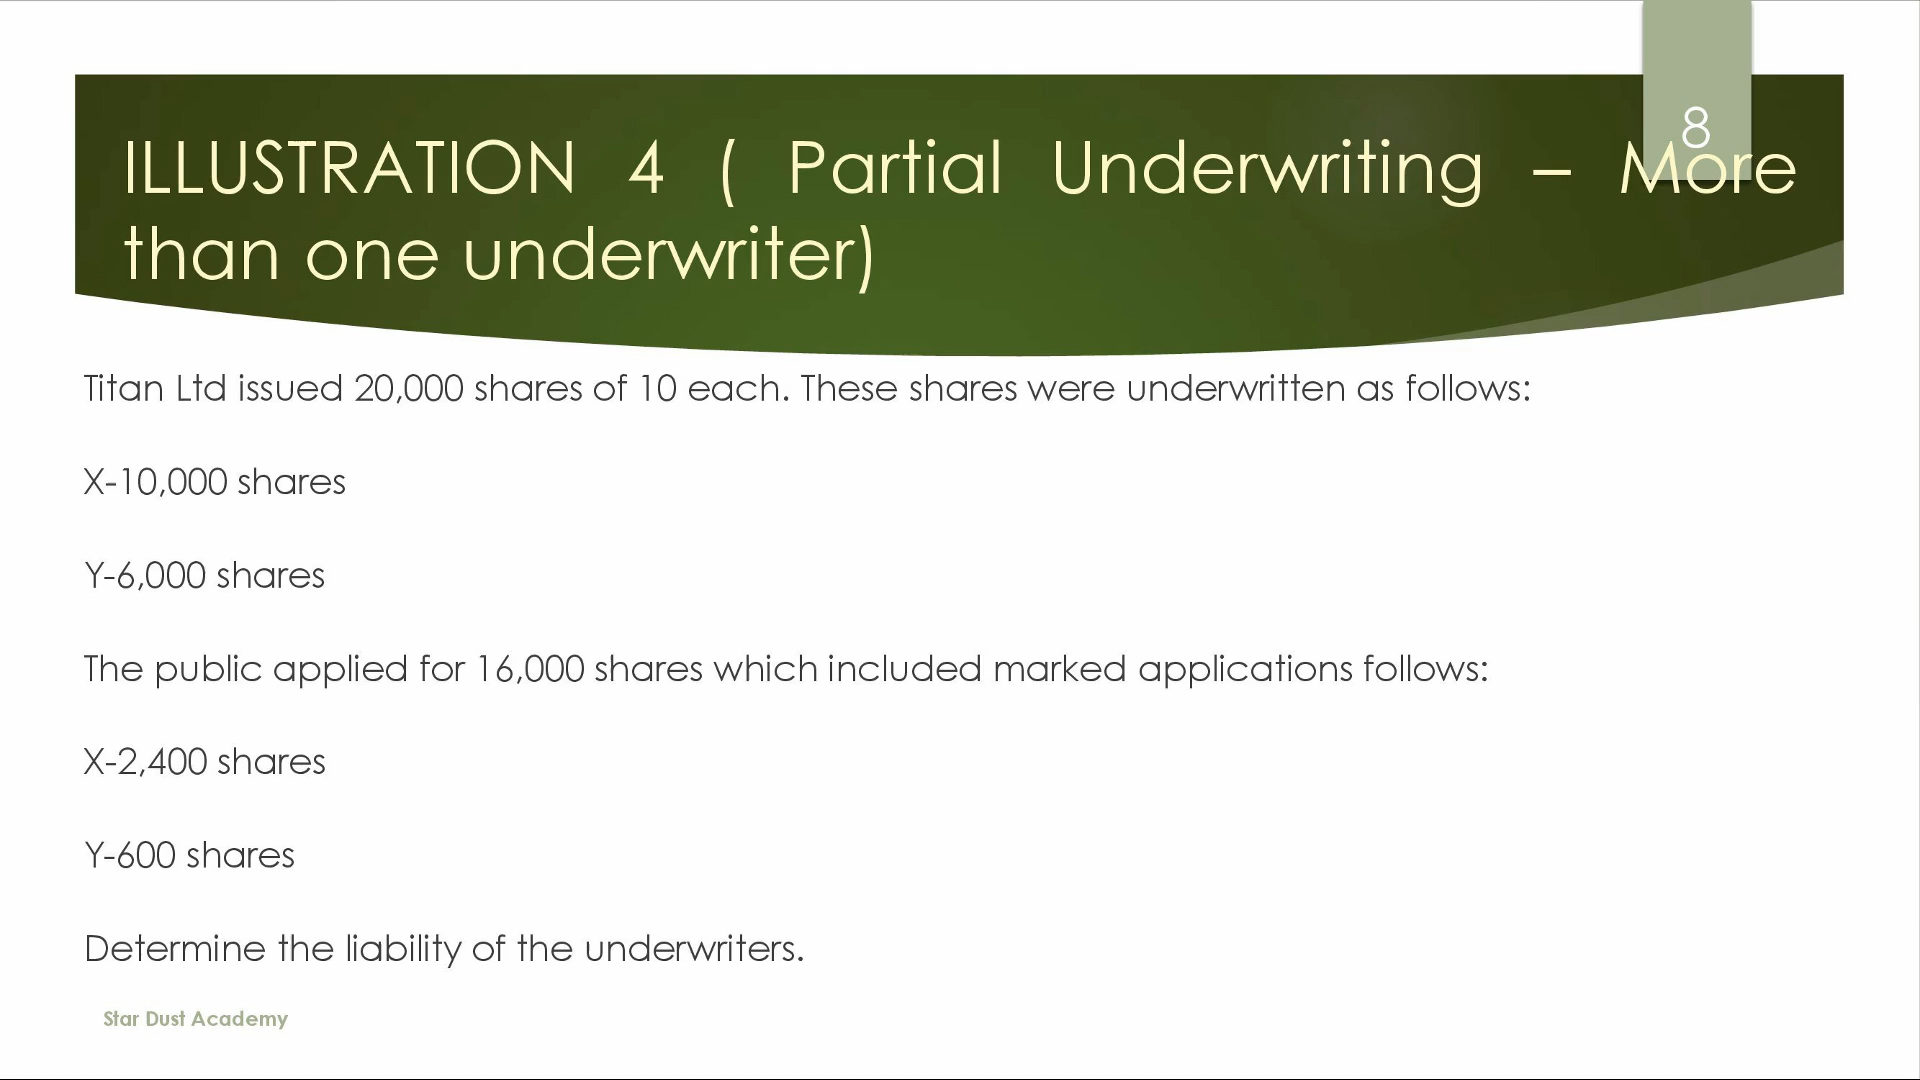 8
ILLUSTRATION 4 ( Partial Underwriting – More
than one underwriter)
Titan Ltd issued 20,000 shares of 10 each. These shares were underwritten as follows:
X-10,000 shares
Y-6,000 shares
The public applied for 16,000 shares which included marked applications follows:
X-2,400 shares
Y-600 shares
Determine the liability of the underwriters.
Star Dust Academy